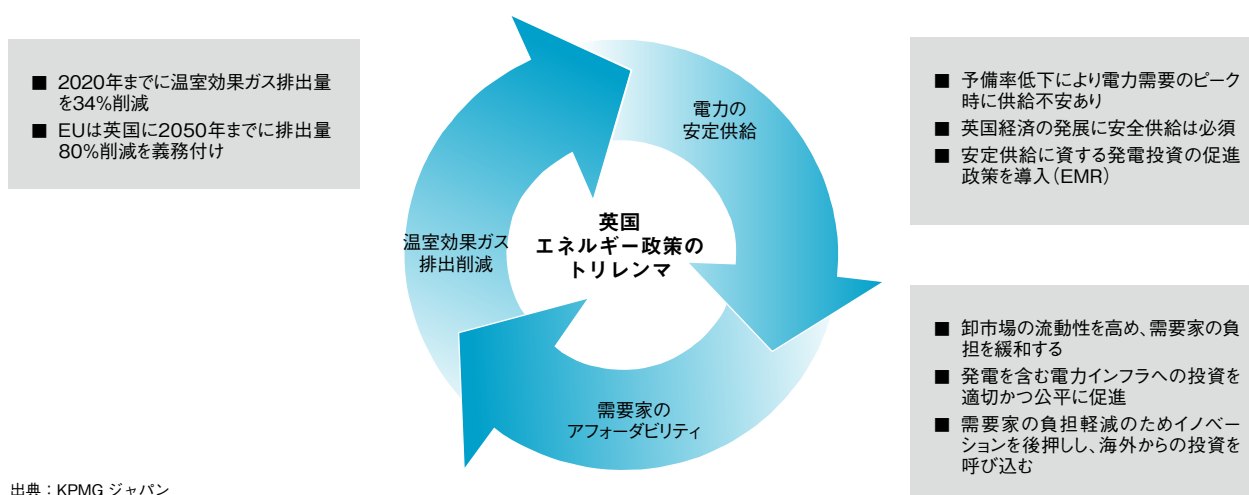 ■ 2020年までに温室効果ガス排出量
を34%削減
■ EUは英国に2050年までに排出量
80%削減を義務付け
電力の
安定供給
■ 予備率低下により電力需要のピーク
時に供給不安あり
■ 英国経済の発展に安全供給は必須
■ 安定供給に資する発電投資の促進
政策を導入(EMR)
英国
エネルギー政策の
トリレンマ
温室効果ガス
排出削減
需要家の
アフォーダビリティ
■ 卸市場の流動性を高め、需要家の負
担を緩和する
■ 発電を含む電力インフラへの投資を
適切かつ公平に促進
■ 需要家の負担軽減のためイノベー
ションを後押しし、海外からの投資を
呼び込む
出典：KPMG ジャパン